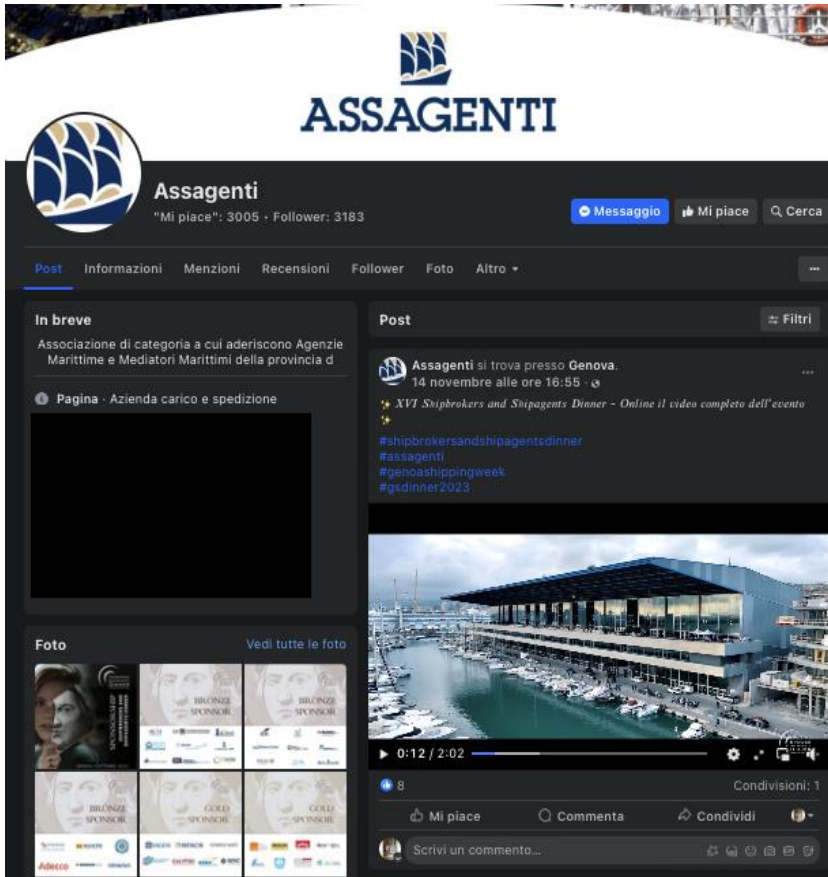 ASSAGENTI
Assagenti
"Mi piace": 3005 · Follower: 3183
Messaggio
Mi piace
Cerca
Post
Informazioni
Menzioni
Recensioni
Follower
Foto
Altro
In breve
Associazione di categoria a cui aderiscono Agenzie
Marittime e Mediatori Marittimi della provincia d
Pagina · Azienda carico e spedizione
Foto
Vedi tutte le foto
SPONSORSHIP
BRONZE
SPONSOR
BRONZE
SPONSOR
BRONZE
SPONSOR
GOLD
SPONSOR
GOLD
SPONSOR
Adecco
Post
Filtri
Assagenti si trova presso Genova.
14 novembre alle ore 16:55 ·
XVI Shipbrokers and Shipagents Dinner - Online il video completo dell'evento
#shipbrokersandshipagentsdinner
#assagenti
#genoashippingweek
#gsdinner2023
0:12 / 2:02
8
Condivisioni: 1
Mi piace
Commenta
Condividi
Scrivi un commento...